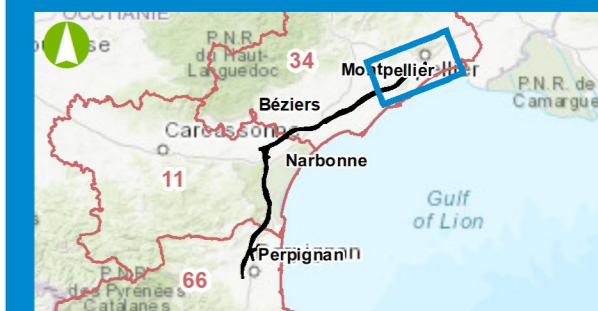 OCCITANIE
P.N.R.
du Haut-
Languedoc
34
Montpellier
P.N.R. de
Camargue
Béziers
Carcassonne
Narbonne
11
Gulf
of Lion
Perpignan
66
P.N.R.
des Pyrénées
Catalanes